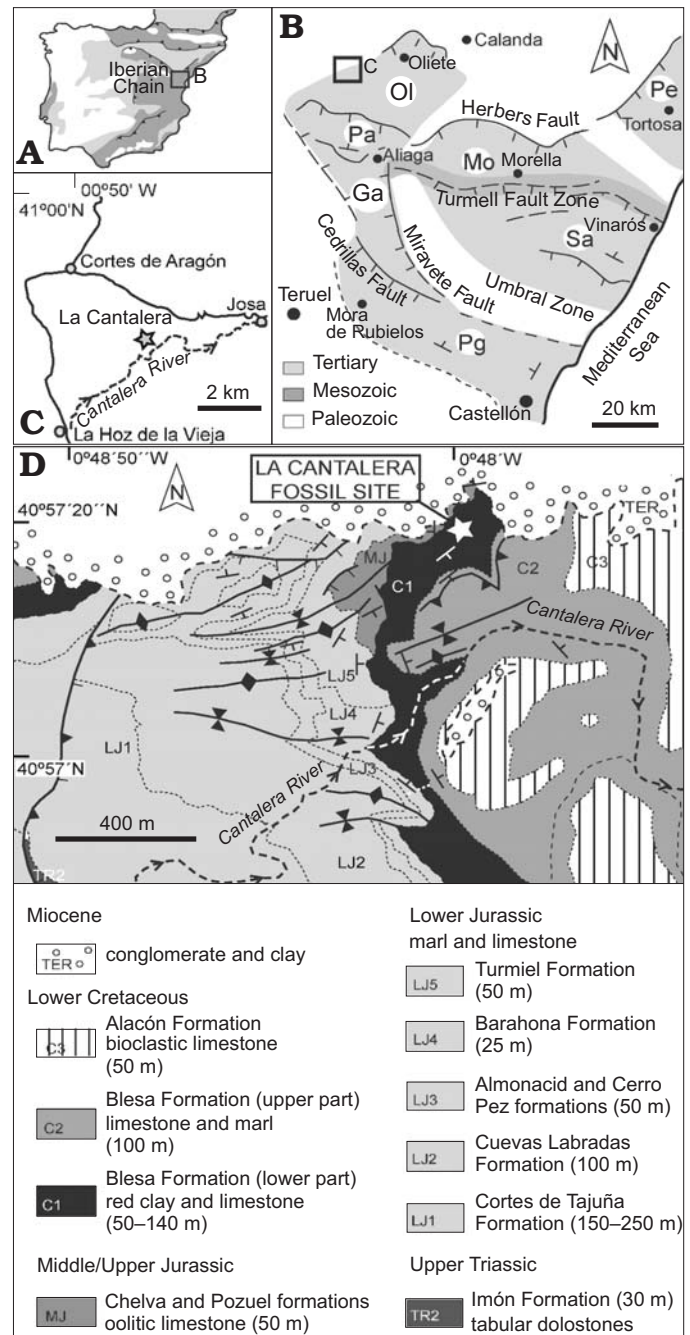 A
Iberian
Chain
B
B
C
Oliete
Calanda
N
Ol
Herbers Fault
Pe
Tortosa
Pa
Aliaga
Mo
Morella
Ga
Turmell Fault Zone
Vinarós
Sa
Cedrillas Fault
Miravete Fault
Umbral Zone
Teruel
Mora
de Rubielos
Pg
Mediterranean
Sea
Castellón
Tertiary
Mesozoic
Paleozoic
20 km
00º50' W
41º00'N
Cortes de Aragón
Josa
La Cantalera
Cantalera River
2 km
C
La Hoz de la Vieja
D
0º48'50''W
N
0º48'W
LA CANTALERA
FOSSIL SITE
40º57'20''N
TER
MJ
C1
C2
C3
Cantalera River
LJ5
LJ4
LJ1
LJ3
40º57'N
Cantalera River
400 m
LJ2
TR2
Miocene
TER
conglomerate and clay
Lower Cretaceous
C3
Alacón Formation
bioclastic limestone
(50 m)
C2
Blesa Formation (upper part)
limestone and marl
(100 m)
C1
Blesa Formation (lower part)
red clay and limestone
(50–140 m)
Middle/Upper Jurassic
MJ
Chelva and Pozuel formations
oolitic limestone (50 m)
Lower Jurassic
marl and limestone
LJ5
Turmiel Formation
(50 m)
LJ4
Barahona Formation
(25 m)
LJ3
Almonacid and Cerro
Pez formations (50 m)
LJ2
Cuevas Labradas
Formation (100 m)
LJ1
Cortes de Tajuña
Formation (150–250 m)
Upper Triassic
TR2
Imón Formation (30 m)
tabular dolostones